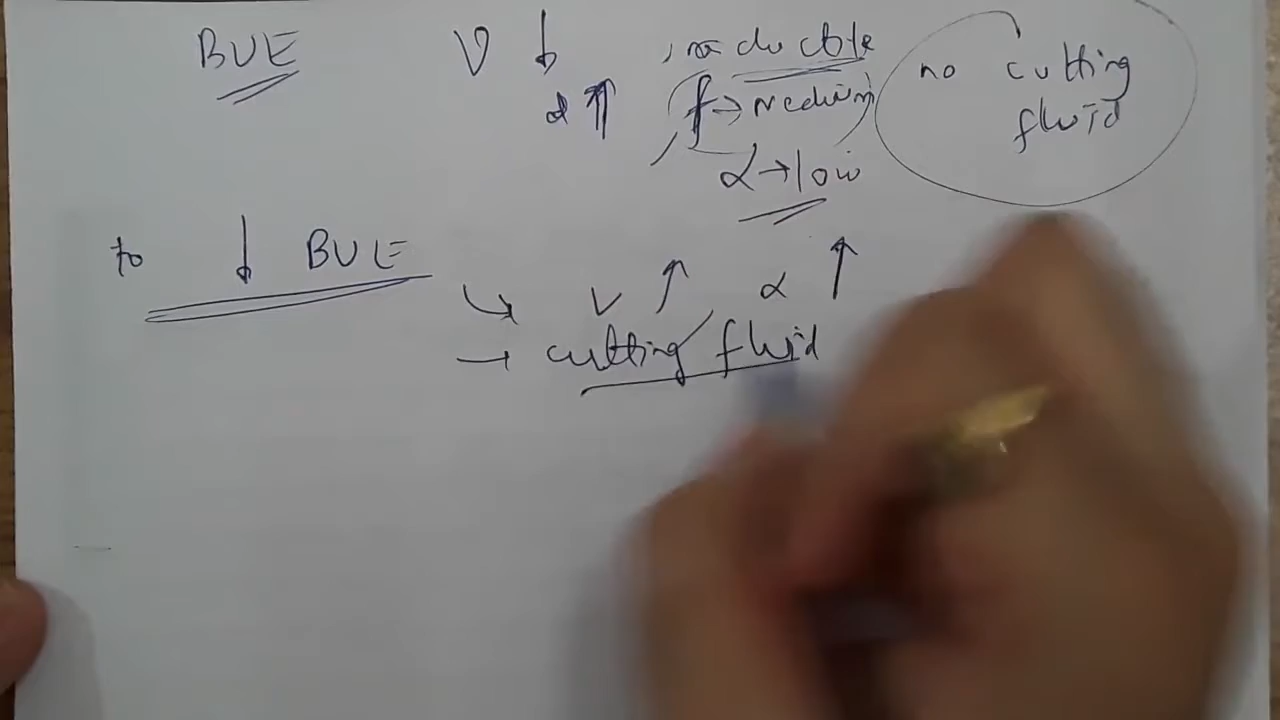 BUE V ↓ , ductile no cutting fluid
α ↑ f → medium
α → low
to ↓ BUE
↘ V ↑ α ↑
→ cutting fluid